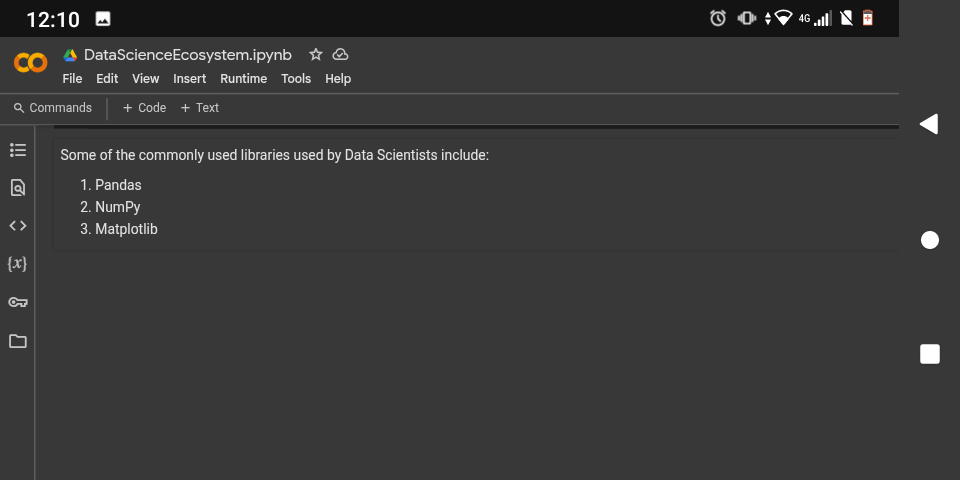 12:10
4G
DataScienceEcosystem.ipynb
File Edit View Insert Runtime Tools Help
Commands + Code + Text
Some of the commonly used libraries used by Data Scientists include:
1. Pandas
2. NumPy
3. Matplotlib
{x}